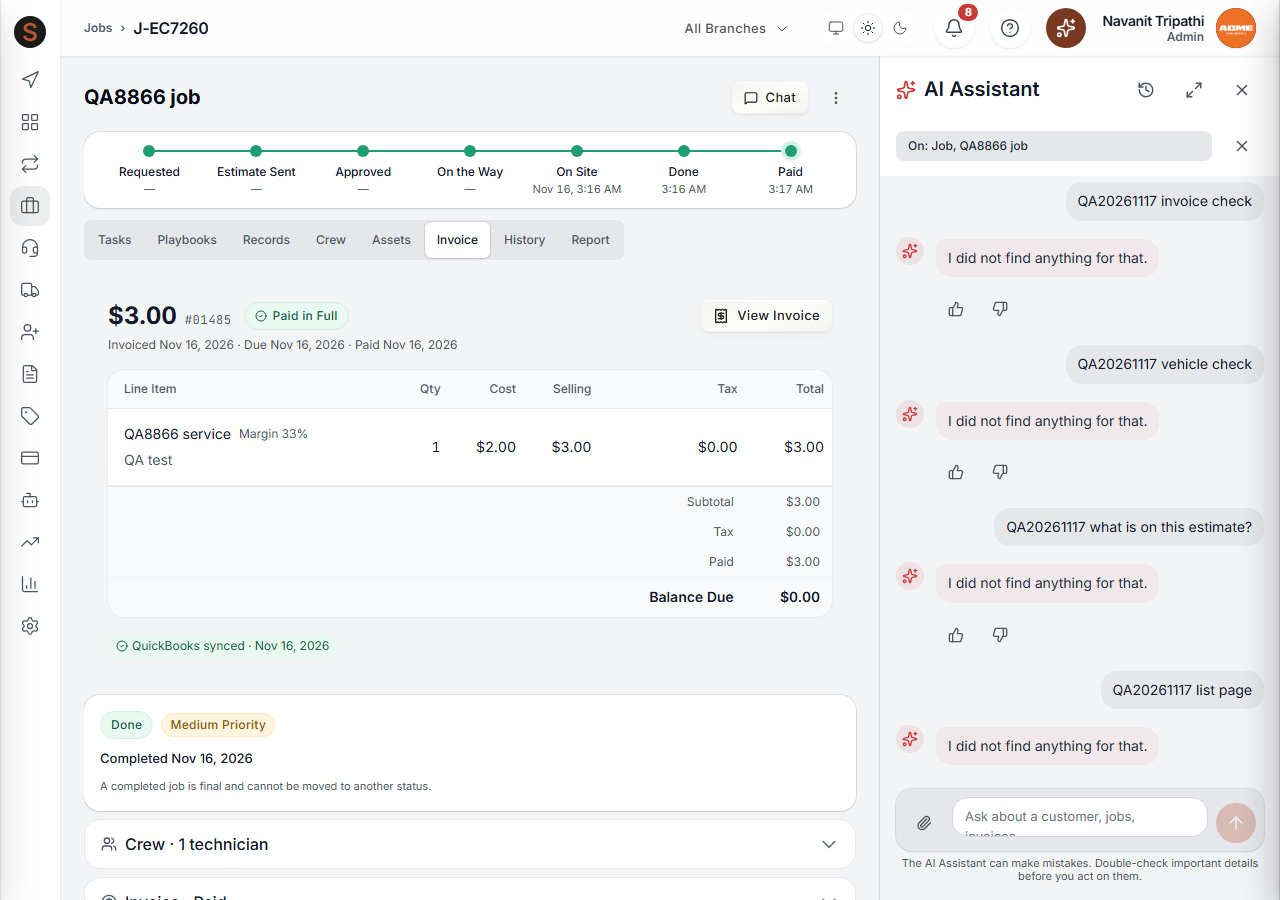 S
Jobs › J-EC7260
All Branches
8
Navanit Tripathi
Admin
ACME
QA8866 job
Chat
Requested
Estimate Sent
Approved
On the Way
On Site
Done
Paid
—
—
—
—
Nov 16, 3:16 AM
3:16 AM
3:17 AM
Tasks
Playbooks
Records
Crew
Assets
Invoice
History
Report
$3.00 #01485 Paid in Full
View Invoice
Invoiced Nov 16, 2026 · Due Nov 16, 2026 · Paid Nov 16, 2026
Line Item Qty Cost Selling Tax Total
QA8866 service Margin 33%
QA test
1 $2.00 $3.00 $0.00 $3.00
Subtotal $3.00
Tax $0.00
Paid $3.00
Balance Due $0.00
QuickBooks synced · Nov 16, 2026
Done Medium Priority
Completed Nov 16, 2026
A completed job is final and cannot be moved to another status.
Crew · 1 technician
Invoice · Paid
AI Assistant
On: Job, QA8866 job
QA20261117 invoice check
I did not find anything for that.
QA20261117 vehicle check
I did not find anything for that.
QA20261117 what is on this estimate?
I did not find anything for that.
QA20261117 list page
I did not find anything for that.
Ask about a customer, jobs,
invoices
The AI Assistant can make mistakes. Double-check important details
before you act on them.